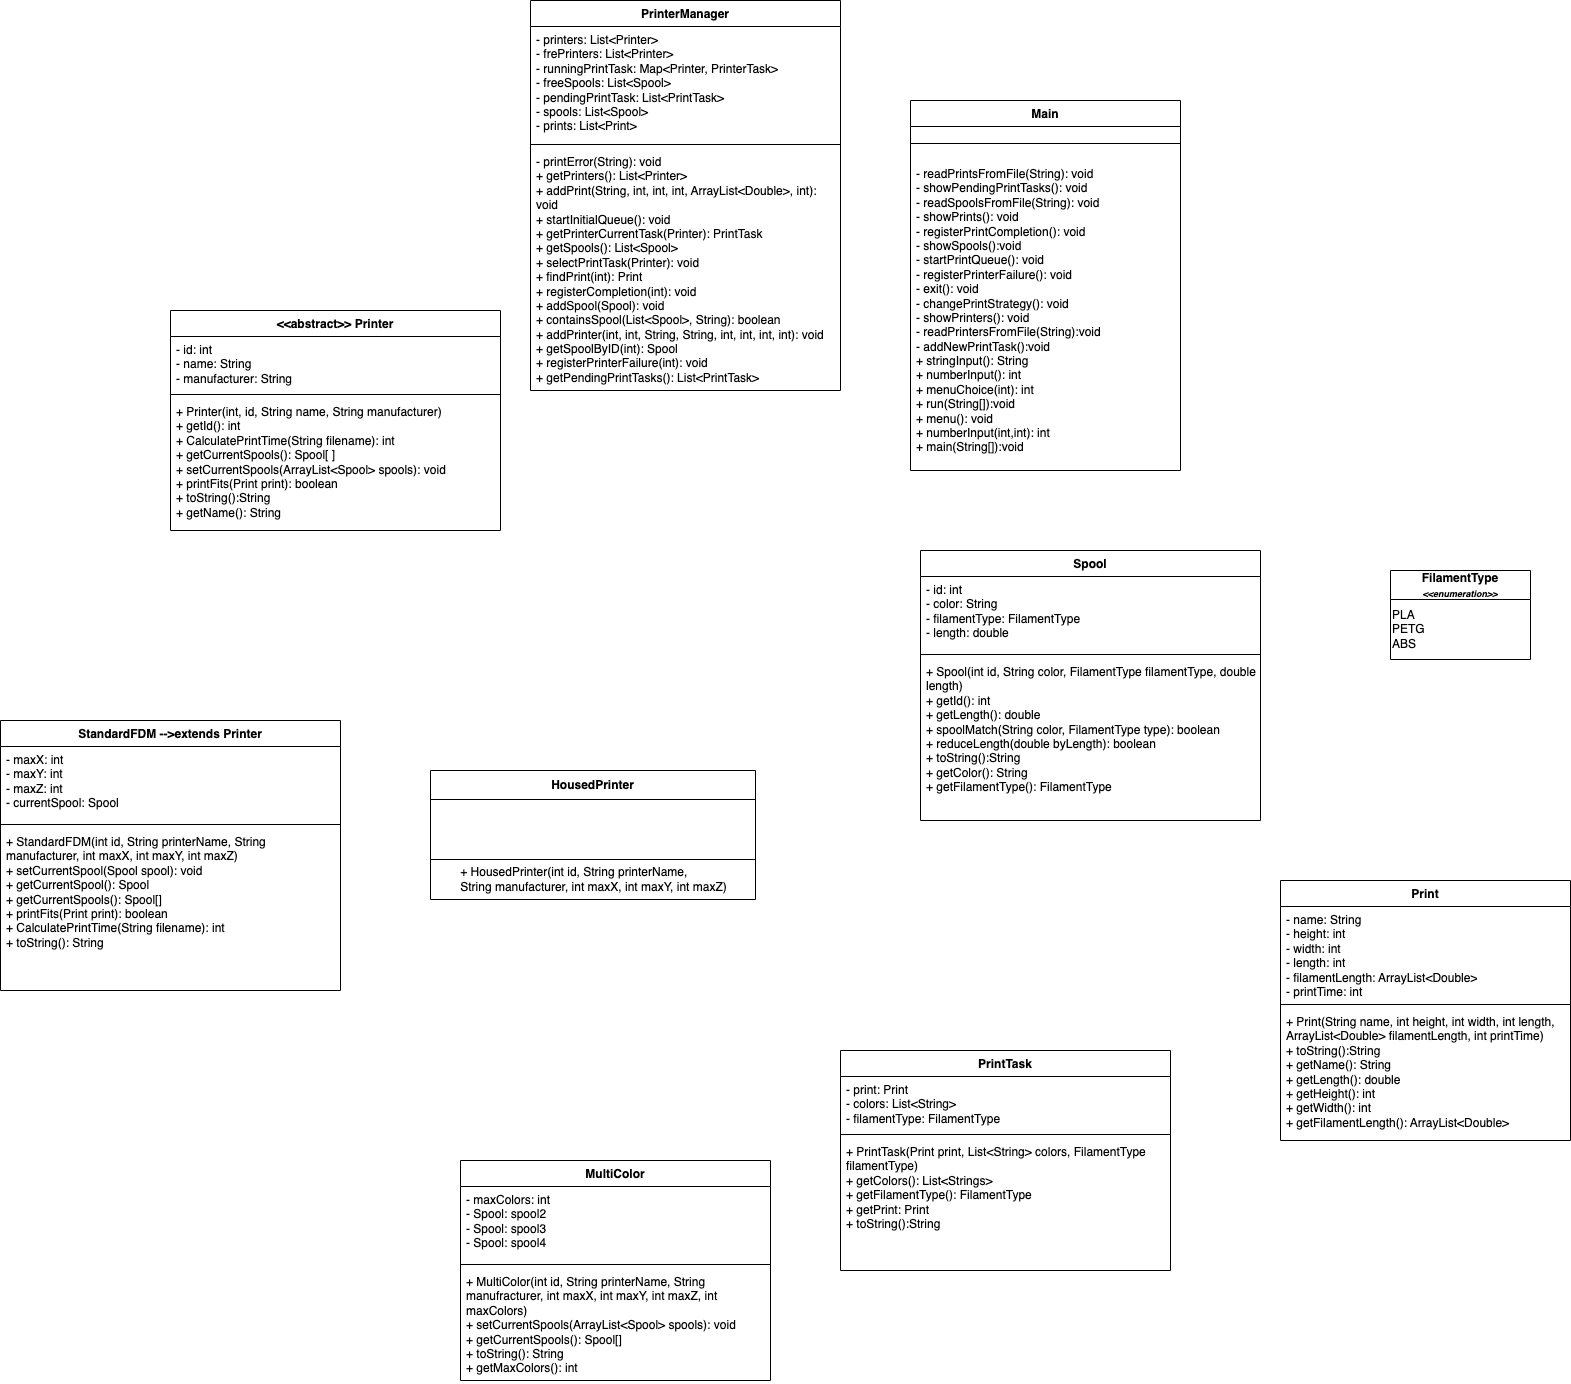 PrinterManager
- printers: List<Printer>
- frePrinters: List<Printer>
- runningPrintTask: Map<Printer, PrinterTask>
- freeSpools: List<Spool>
- pendingPrintTask: List<PrintTask>
- spools: List<Spool>
- prints: List<Print>
- printError(String): void
+ getPrinters(): List<Printer>
+ addPrint(String, int, int, int, ArrayList<Double>, int):
void
+ startInitialQueue(): void
+ getPrinterCurrentTask(Printer): PrintTask
+ getSpools(): List<Spool>
+ selectPrintTask(Printer): void
+ findPrint(int): Print
+ registerCompletion(int): void
+ addSpool(Spool): void
+ containsSpool(List<Spool>, String): boolean
+ addPrinter(int, int, String, String, int, int, int, int): void
+ getSpoolByID(int): Spool
+ registerPrinterFailure(int): void
+ getPendingPrintTasks(): List<PrintTask>
Main
- readPrintsFromFile(String): void
- showPendingPrintTasks(): void
- readSpoolsFromFile(String): void
- showPrints(): void
- registerPrintCompletion(): void
- showSpools():void
- startPrintQueue(): void
- registerPrinterFailure(): void
- exit(): void
- changePrintStrategy(): void
- showPrinters(): void
- readPrintersFromFile(String):void
- addNewPrintTask():void
+ stringInput(): String
+ numberInput(): int
+ menuChoice(int): int
+ run(String[]):void
+ menu(): void
+ numberInput(int,int): int
+ main(String[]):void
<<abstract>> Printer
- id: int
- name: String
- manufacturer: String
+ Printer(int, id, String name, String manufacturer)
+ getId(): int
+ CalculatePrintTime(String filename): int
+ getCurrentSpools(): Spool[ ]
+ setCurrentSpools(ArrayList<Spool> spools): void
+ printFits(Print print): boolean
+ toString():String
+ getName(): String
Spool
- id: int
- color: String
- filamentType: FilamentType
- length: double
+ Spool(int id, String color, FilamentType filamentType, double
length)
+ getId(): int
+ getLength(): double
+ spoolMatch(String color, FilamentType type): boolean
+ reduceLength(double byLength): boolean
+ toString():String
+ getColor(): String
+ getFilamentType(): FilamentType
FilamentType
<<enumeration>>
PLA
PETG
ABS
StandardFDM -->extends Printer
- maxX: int
- maxY: int
- maxZ: int
- currentSpool: Spool
+ StandardFDM(int id, String printerName, String
manufacturer, int maxX, int maxY, int maxZ)
+ setCurrentSpool(Spool spool): void
+ getCurrentSpool(): Spool
+ getCurrentSpools(): Spool[]
+ printFits(Print print): boolean
+ CalculatePrintTime(String filename): int
+ toString(): String
HousedPrinter
+ HousedPrinter(int id, String printerName,
String manufacturer, int maxX, int maxY, int maxZ)
Print
- name: String
- height: int
- width: int
- length: int
- filamentLength: ArrayList<Double>
- printTime: int
+ Print(String name, int height, int width, int length,
ArrayList<Double> filamentLength, int printTime)
+ toString():String
+ getName(): String
+ getLength(): double
+ getHeight(): int
+ getWidth(): int
+ getFilamentLength(): ArrayList<Double>
PrintTask
- print: Print
- colors: List<String>
- filamentType: FilamentType
+ PrintTask(Print print, List<String> colors, FilamentType
filamentType)
+ getColors(): List<Strings>
+ getFilamentType(): FilamentType
+ getPrint: Print
+ toString():String
MultiColor
- maxColors: int
- Spool: spool2
- Spool: spool3
- Spool: spool4
+ MultiColor(int id, String printerName, String
manufracturer, int maxX, int maxY, int maxZ, int
maxColors)
+ setCurrentSpools(ArrayList<Spool> spools): void
+ getCurrentSpools(): Spool[]
+ toString(): String
+ getMaxColors(): int